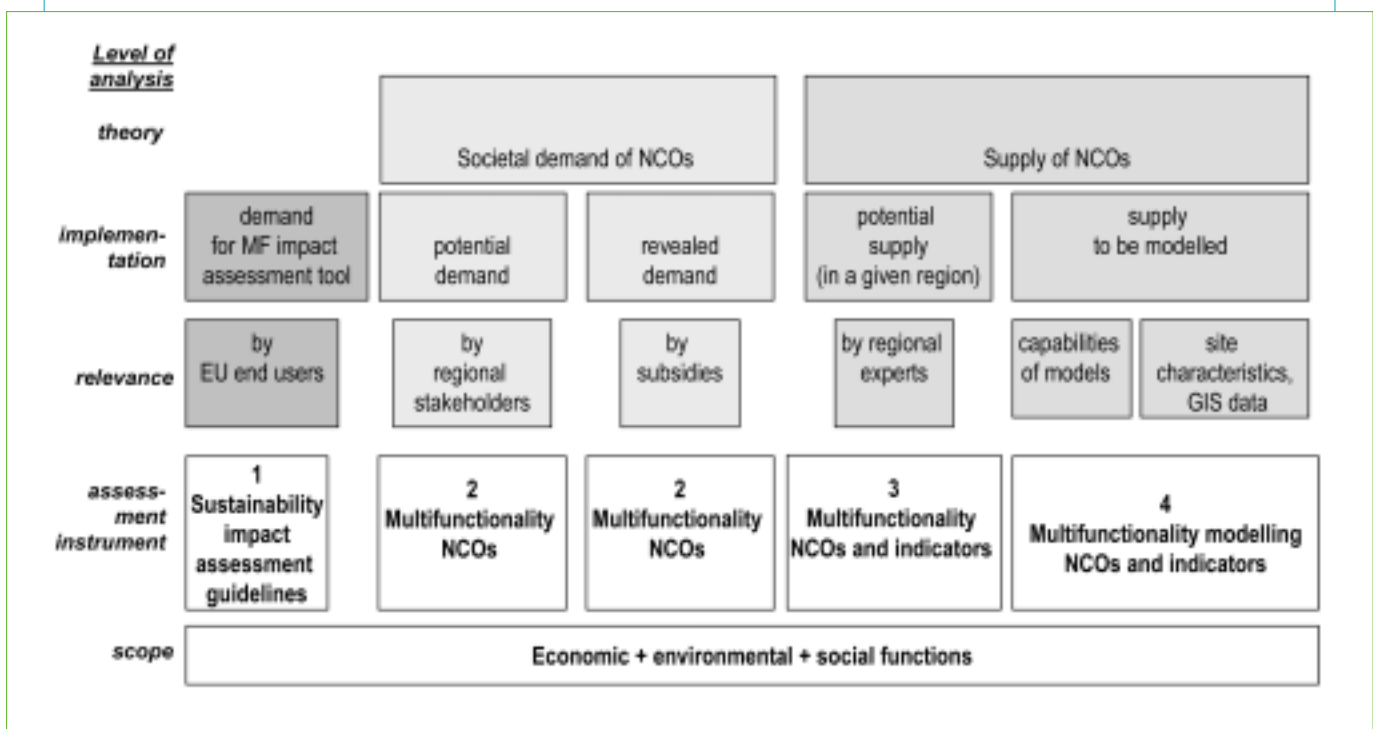 Level of
analysis
theory
Societal demand of NCOs
Supply of NCOs
implemen-
tation
demand
for MF impact
assessment tool
potential
demand
revealed
demand
potential
supply
(in a given region)
supply
to be modelled
relevance
by
EU end users
by
regional
stakeholders
by
subsidies
by regional
experts
capabilities
of models
site
characteristics,
GIS data
assess-
ment
instrument
1
Sustainability
impact
assessment
guidelines
2
Multifunctionality
NCOs
2
Multifunctionality
NCOs
3
Multifunctionality
NCOs and indicators
4
Multifunctionality modelling
NCOs and indicators
scope
Economic + environmental + social functions